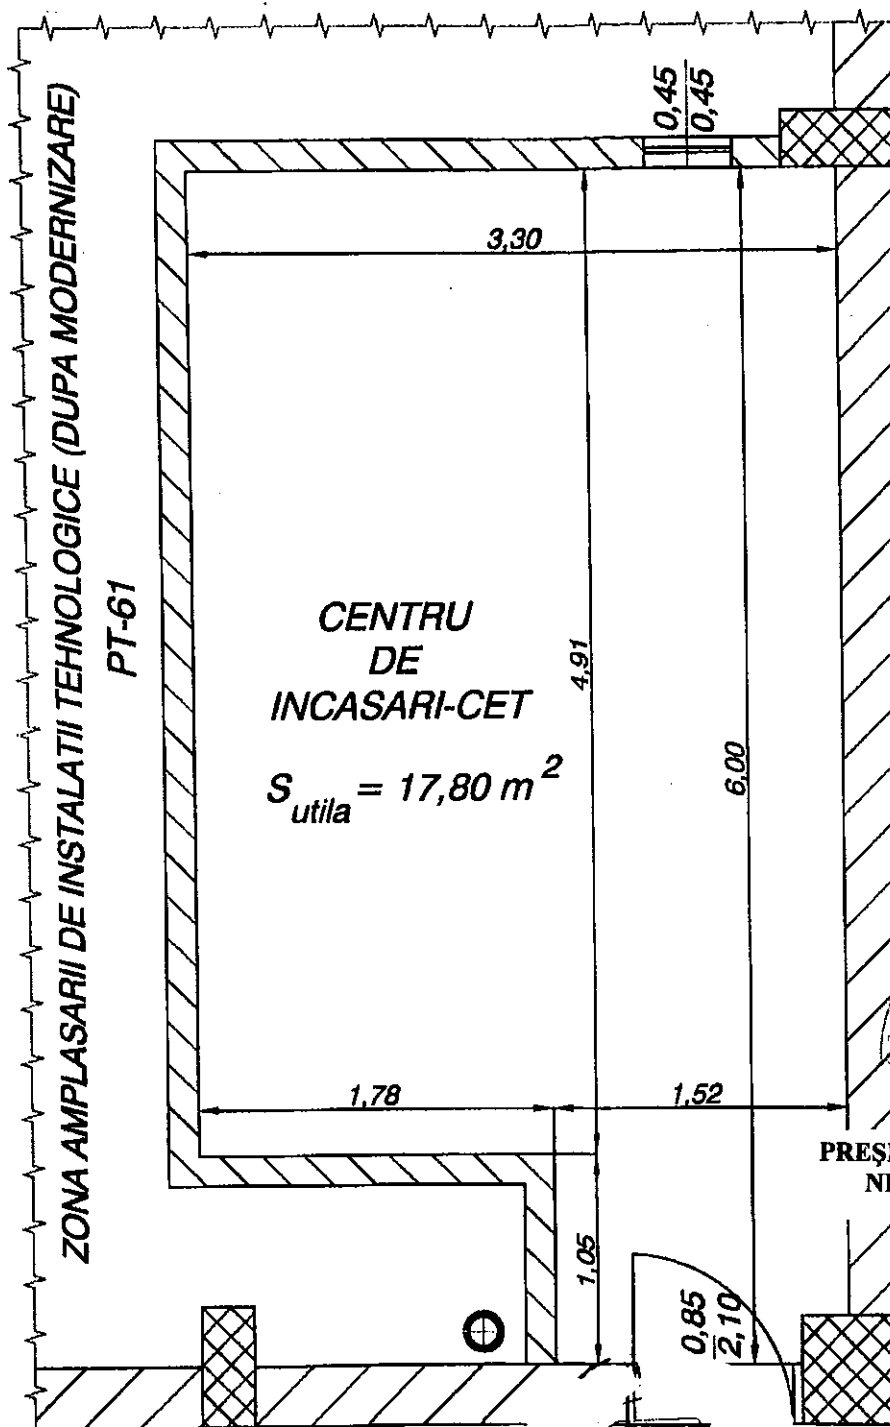 ZONA AMPLASARII DE INSTALATII TEHNOLOGICE (DUPA MODERNIZARE)
PT-61
0,45
0,45
3,30
CENTRU
DE
INCASARI-CET
S utila = 17,80 m²
4,91
6,00
1,78
1,52
1,05
0,85
2,10